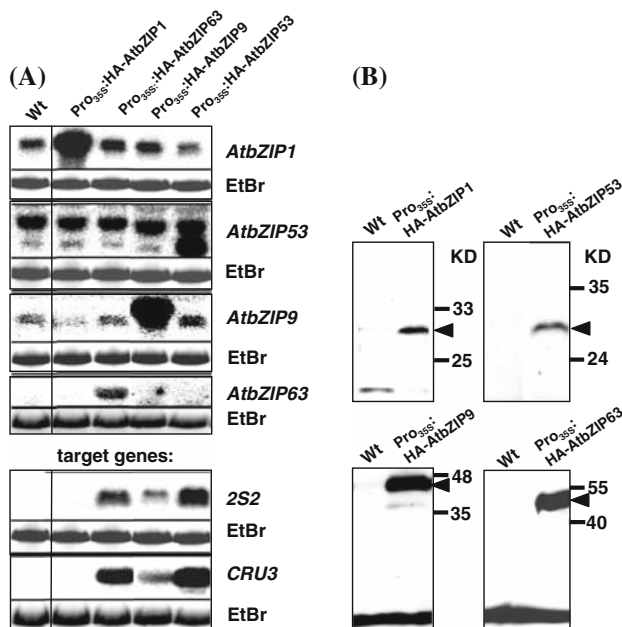 (A)
Wt
Pro35S:HA-AtbZIP1
Pro35S:HA-AtbZIP63
Pro35S:HA-AtbZIP9
Pro35S:HA-AtbZIP53
AtbZIP1
EtBr
AtbZIP53
EtBr
AtbZIP9
EtBr
AtbZIP63
EtBr
target genes:
2S2
EtBr
CRU3
EtBr
(B)
Wt
Pro35S:
HA-AtbZIP1
KD
33
25
Wt
Pro35S:
HA-AtbZIP53
KD
35
24
Wt
Pro35S:
HA-AtbZIP9
48
35
Wt
Pro35S:
HA-AtbZIP63
55
40